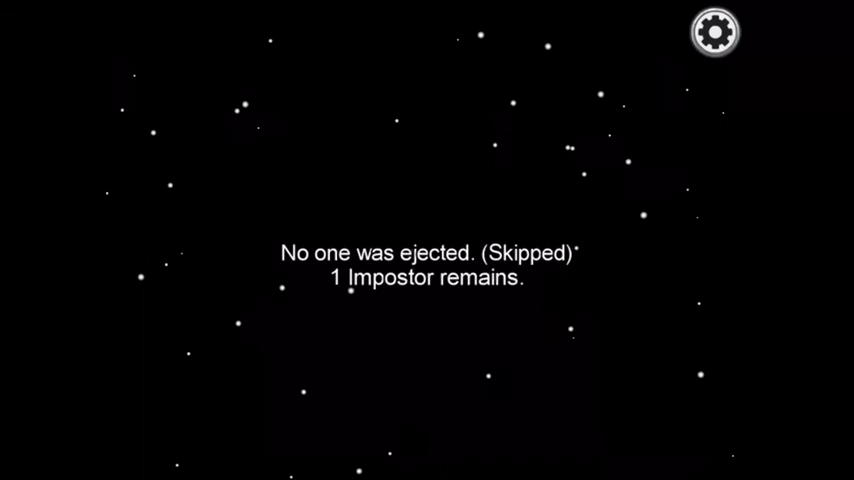 No one was ejected. (Skipped)
1 Impostor remains.